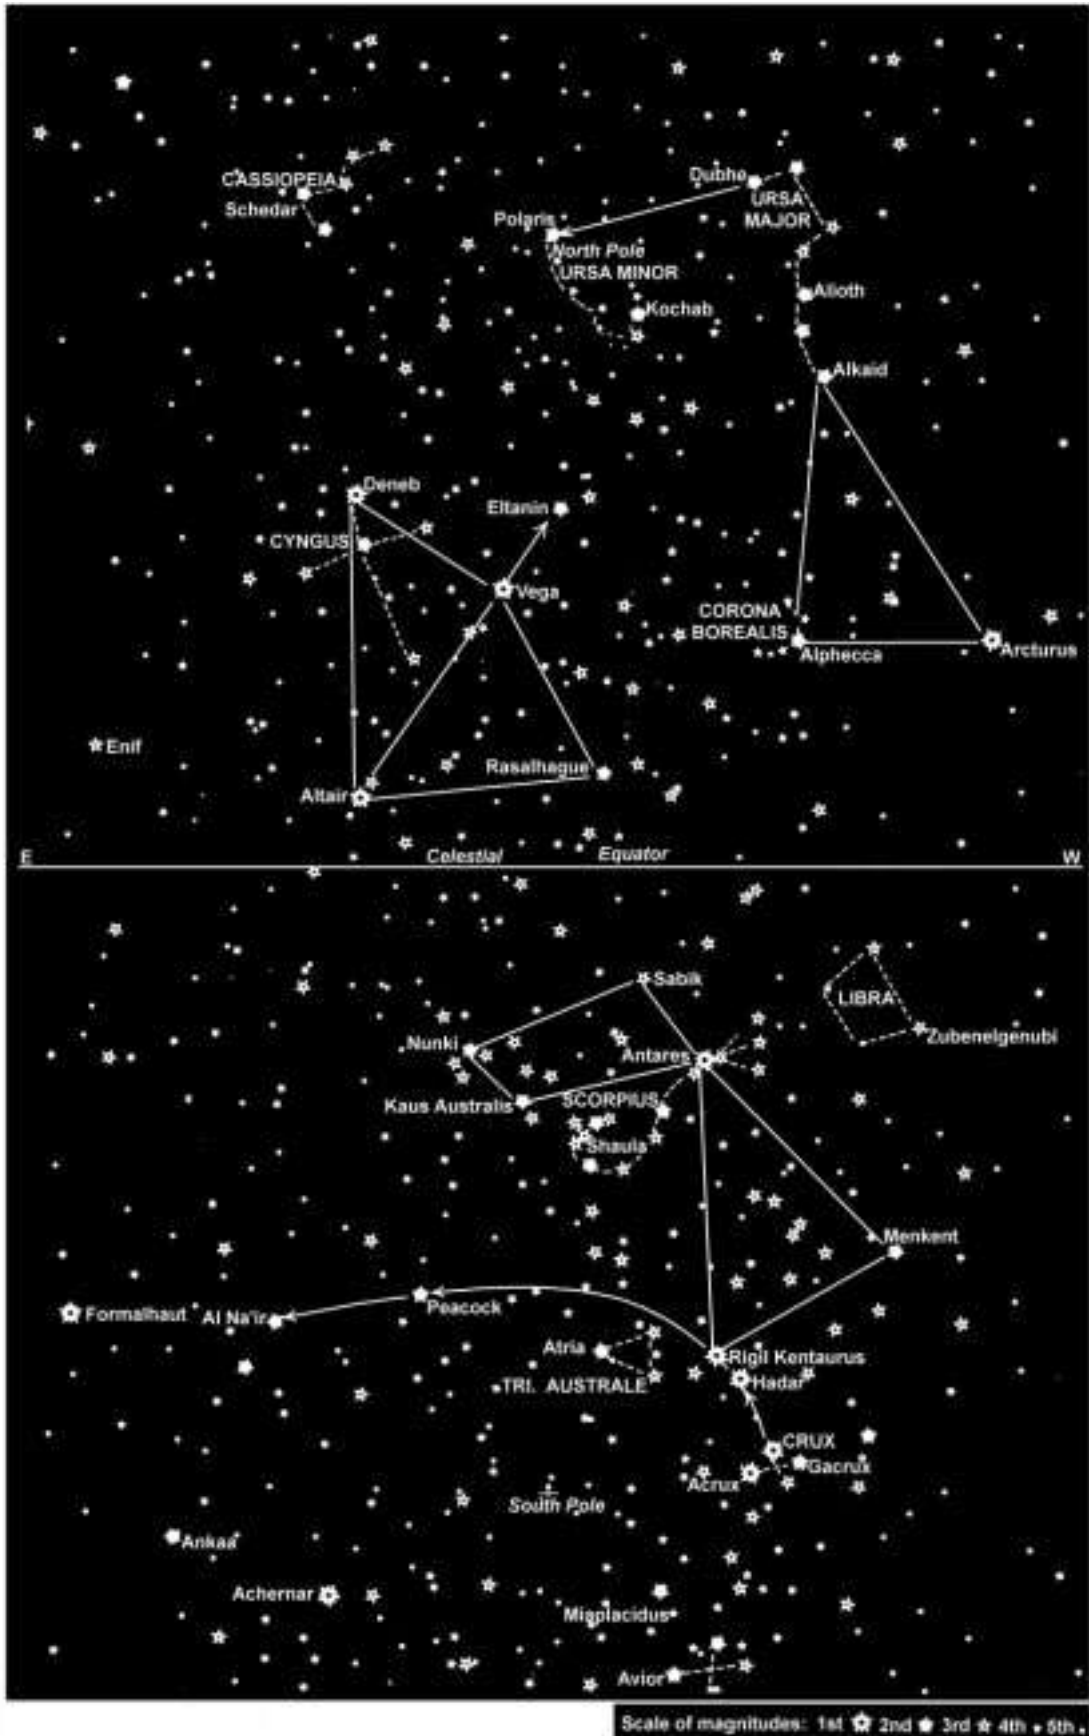 CASSIOPEIA
Schedar
Dubhe
URSA
MAJOR
Polaris
North Pole
URSA MINOR
Kochab
Alioth
Alkaid
Deneb
Eltanin
CYNGUS
Vega
CORONA
BOREALIS
Alphecca
Arcturus
Enif
Rasalhague
Altair
E
Celestial
Equator
W
Sabik
LIBRA
Zubenelgenubi
Nunki
Antares
Kaus Australis
SCORPIUS
Shaula
Menkent
Peacock
Formalhaut
Al Na'ir
Atria
Rigil Kentaurus
Hadar
TRI. AUSTRALE
CRUX
Gacrux
Acrux
South Pole
Ankaa
Achernar
Miaplacidus
Avior
Scale of magnitudes: 1st 2nd 3rd 4th 5th